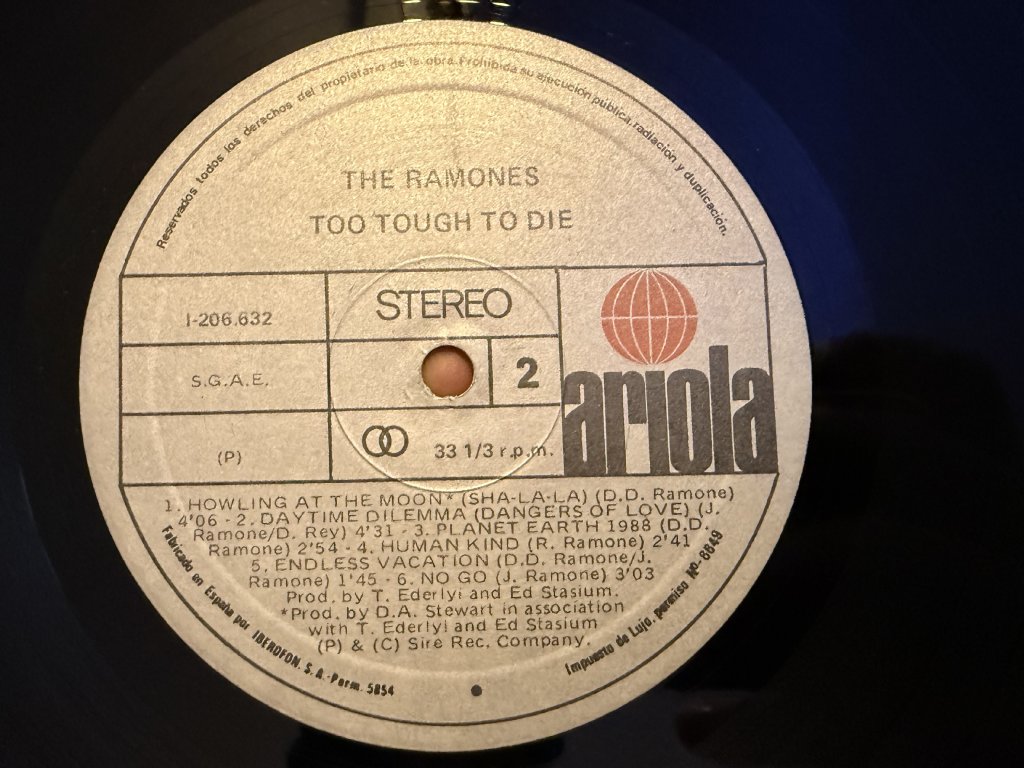 Reservados todos los derechos del propietario de la obra. Prohibida su ejecución pública, radiación y duplicación.
THE RAMONES
TOO TOUGH TO DIE
I-206.632
STEREO
S.G.A.E.
2
ariola
(P)
33 1/3 r.p.m.
1. HOWLING AT THE MOON* (SHA-LA-LA) (D.D. Ramone)
4'06 - 2. DAYTIME DILEMMA (DANGERS OF LOVE) (J.
Ramone/D. Rey) 4'31 - 3. PLANET EARTH 1988 (D.D.
Ramone) 2'54 - 4. HUMAN KIND (R. Ramone) 2'41
5. ENDLESS VACATION (D.D. Ramone/J.
Ramone) 1'45 - 6. NO GO (J. Ramone) 3'03
Prod. by T. Ederlyi and Ed Stasium.
*Prod. by D.A. Stewart in association
with T. Ederlyi and Ed Stasium
(P) & (C) Sire Rec. Company.
Fabricado en España por IBEROFON. S. A.-Perm. 5854
Impuesto de Lujo, permiso Nº-6849